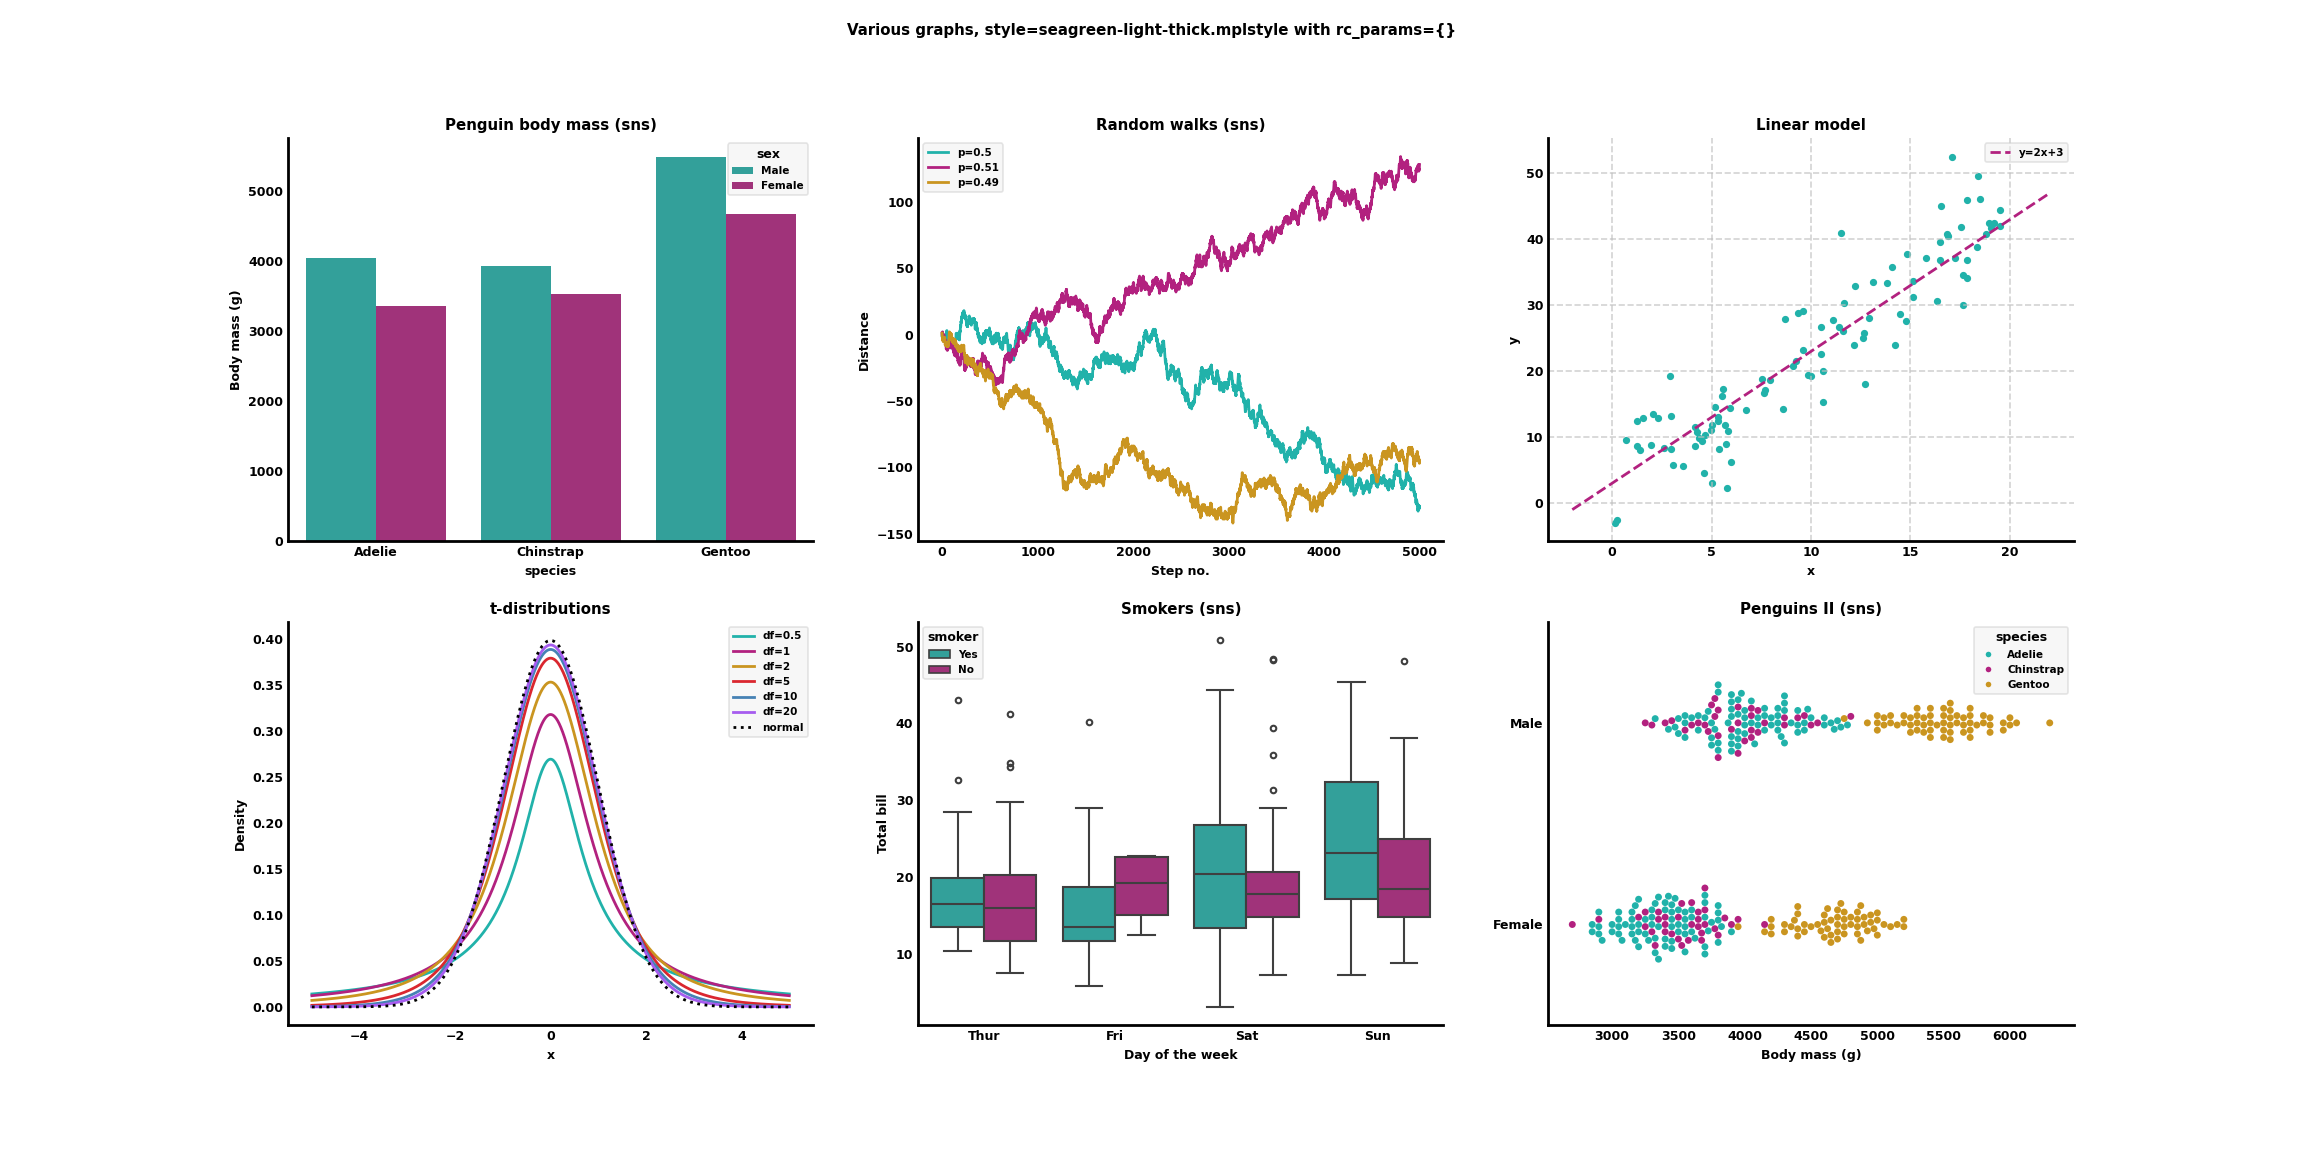 Various graphs, style=seagreen-light-thick.mplstyle with rc_params={}
Penguin body mass (sns)
sex
Male
Female
Body mass (g)
5000
4000
3000
2000
1000
0
Adelie Chinstrap Gentoo
species
Random walks (sns)
p=0.5
p=0.51
p=0.49
Distance
100
50
0
−50
−100
−150
0 1000 2000 3000 4000 5000
Step no.
Linear model
y=2x+3
y
50
40
30
20
10
0
0 5 10 15 20
x
t-distributions
df=0.5
df=1
df=2
df=5
df=10
df=20
normal
Density
0.40
0.35
0.30
0.25
0.20
0.15
0.10
0.05
0.00
−4 −2 0 2 4
x
Smokers (sns)
smoker
Yes
No
Total bill
50
40
30
20
10
Thur Fri Sat Sun
Day of the week
Penguins II (sns)
species
Adelie
Chinstrap
Gentoo
Male
Female
3000 3500 4000 4500 5000 5500 6000
Body mass (g)